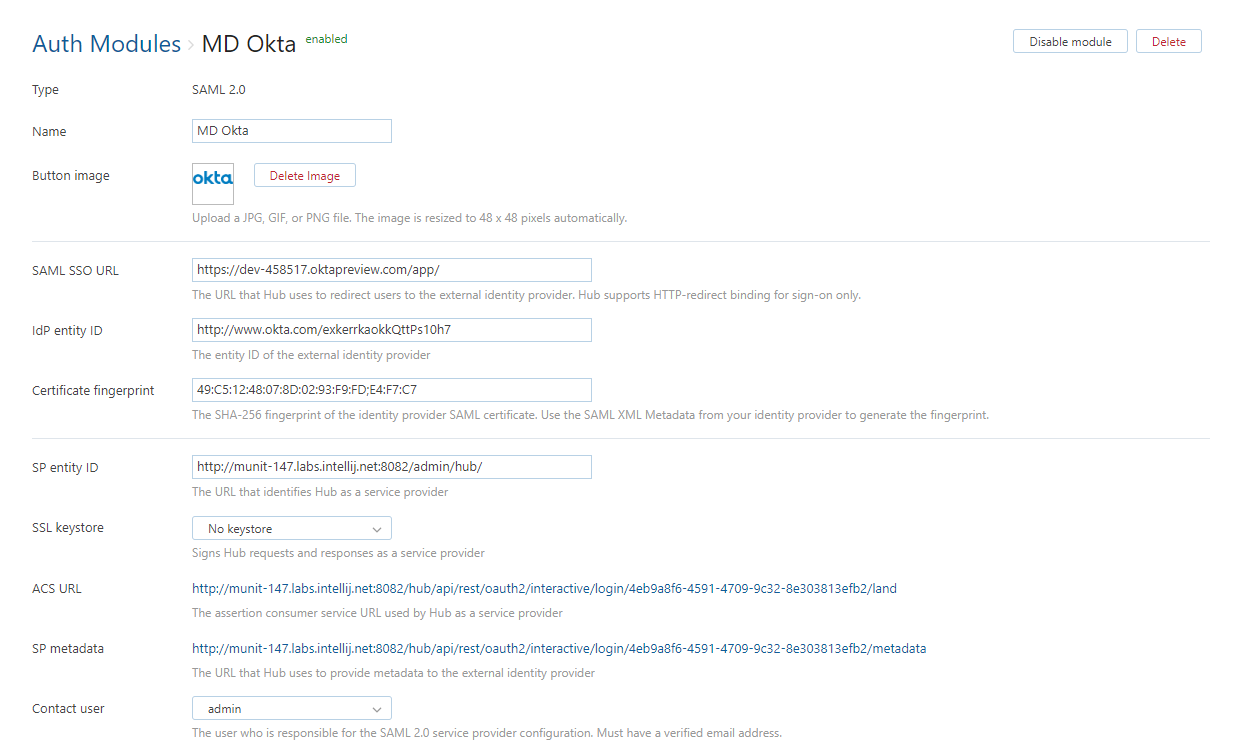 Auth Modules › MD Okta enabled Disable module Delete
Type SAML 2.0
Name MD Okta
Button image okta Delete Image
Upload a JPG, GIF, or PNG file. The image is resized to 48 x 48 pixels automatically.
SAML SSO URL https://dev-458517.oktapreview.com/app/
The URL that Hub uses to redirect users to the external identity provider. Hub supports HTTP-redirect binding for sign-on only.
IdP entity ID http://www.okta.com/exkerrkaokkQttPs10h7
The entity ID of the external identity provider
Certificate fingerprint 49:C5:12:48:07:8D:02:93:F9:FD;E4:F7:C7
The SHA-256 fingerprint of the identity provider SAML certificate. Use the SAML XML Metadata from your identity provider to generate the fingerprint.
SP entity ID http://munit-147.labs.intellij.net:8082/admin/hub/
The URL that identifies Hub as a service provider
SSL keystore No keystore
Signs Hub requests and responses as a service provider
ACS URL http://munit-147.labs.intellij.net:8082/hub/api/rest/oauth2/interactive/login/4eb9a8f6-4591-4709-9c32-8e303813efb2/land
The assertion consumer service URL used by Hub as a service provider
SP metadata http://munit-147.labs.intellij.net:8082/hub/api/rest/oauth2/interactive/login/4eb9a8f6-4591-4709-9c32-8e303813efb2/metadata
The URL that Hub uses to provide metadata to the external identity provider
Contact user admin
The user who is responsible for the SAML 2.0 service provider configuration. Must have a verified email address.